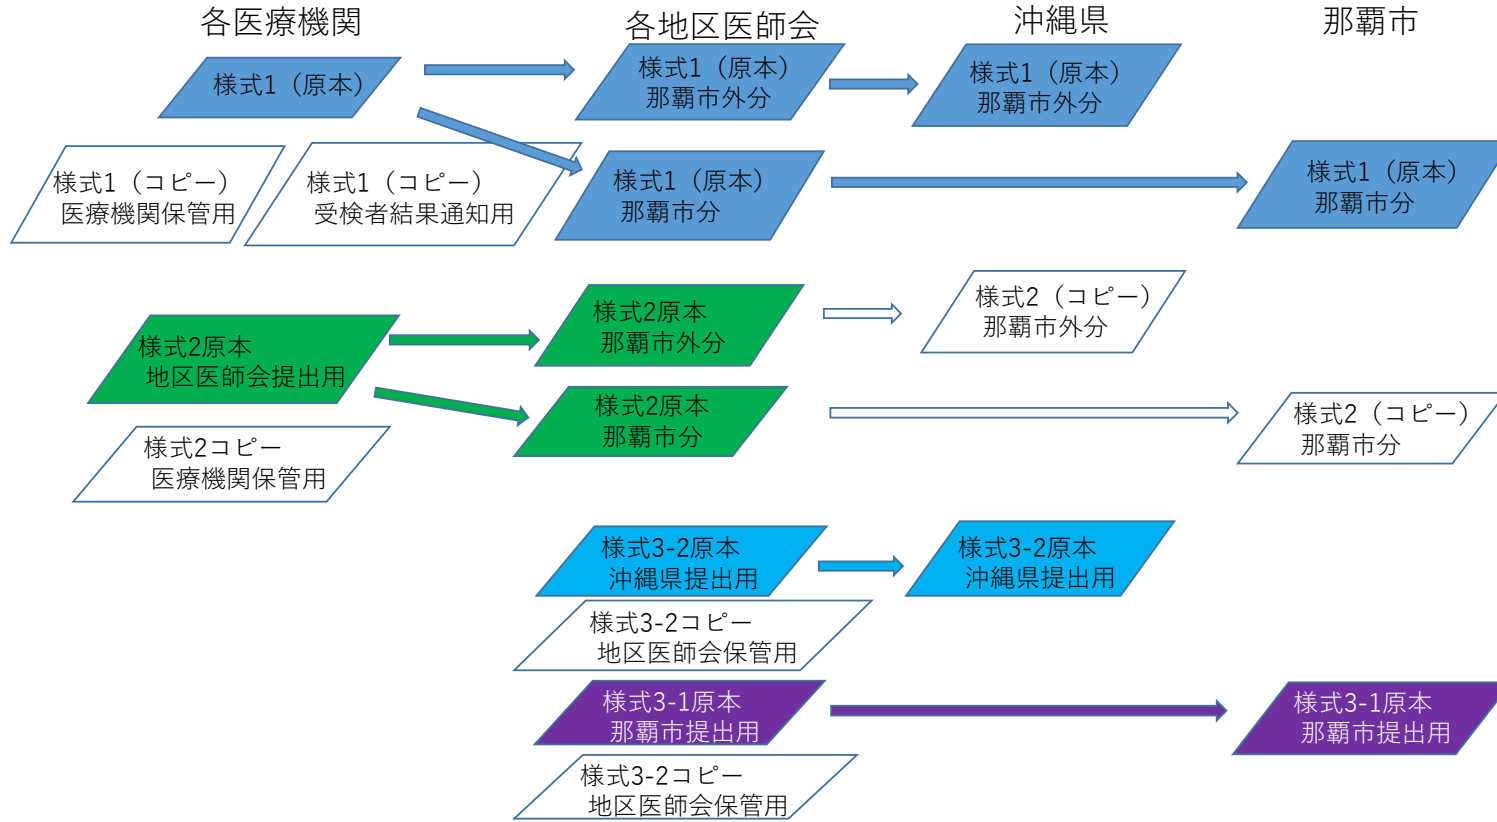 各医療機関
各地区医師会
沖縄県
那覇市
様式1（原本）
様式1（原本）
那覇市外分
様式1（原本）
那覇市外分
様式1（コピー）
医療機関保管用
様式1（コピー）
受検者結果通知用
様式1（原本）
那覇市分
様式1（原本）
那覇市分
様式2原本
地区医師会提出用
様式2原本
那覇市外分
様式2（コピー）
那覇市外分
様式2コピー
医療機関保管用
様式2原本
那覇市分
様式2（コピー）
那覇市分
様式3-2原本
沖縄県提出用
様式3-2原本
沖縄県提出用
様式3-2コピー
地区医師会保管用
様式3-1原本
那覇市提出用
様式3-1原本
那覇市提出用
様式3-2コピー
地区医師会保管用